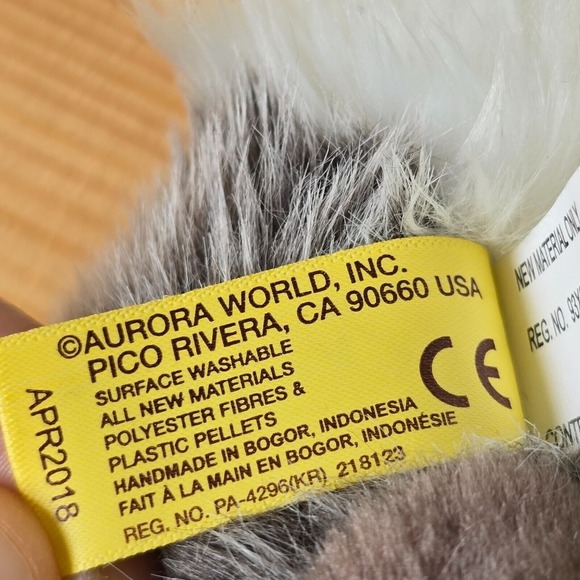 ©AURORA WORLD, INC.
PICO RIVERA, CA 90660 USA
SURFACE WASHABLE
ALL NEW MATERIALS
POLYESTER FIBRES &
PLASTIC PELLETS
HANDMADE IN BOGOR, INDONESIA
FAIT À LA MAIN EN BOGOR, INDONÉSIE
REG. NO. PA-4296(KR) 218123
CE
APR2018
NEW MATERIAL ONLY
REG. NO.